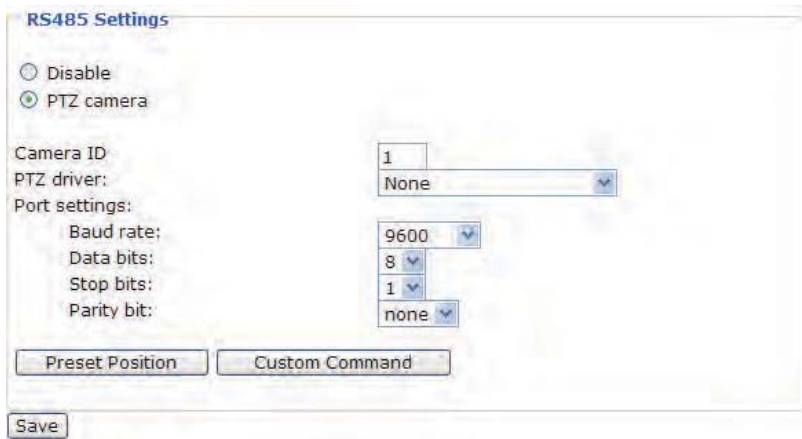 RS485 Settings
Disable
PTZ camera
Camera ID 1
PTZ driver: None
Port settings:
Baud rate: 9600
Data bits: 8
Stop bits: 1
Parity bit: none
Preset Position Custom Command
Save